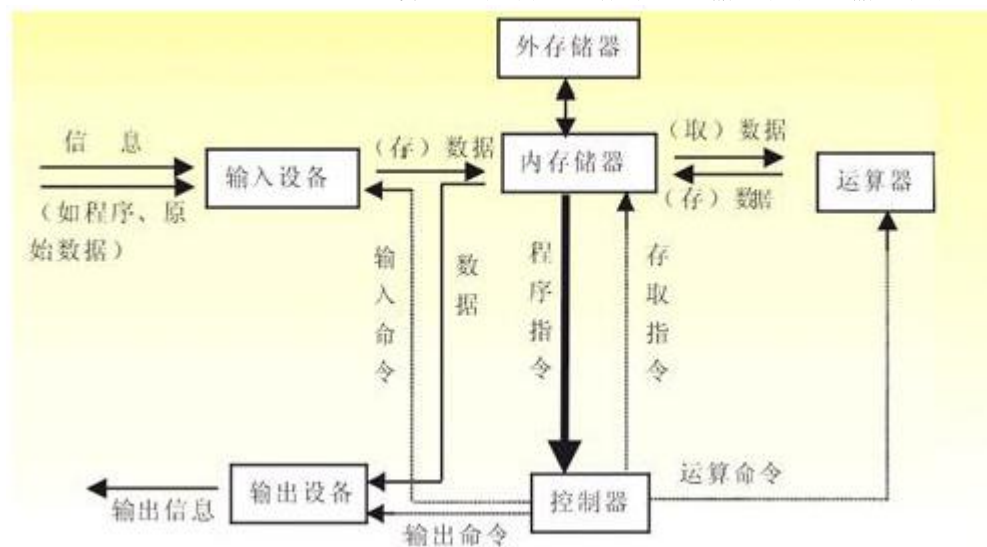 外存储器
信 息
（存）数据
内存储器
（取）数据
输入设备
运算器
（如程序、原
始数据）
（存）数据
输入命令
数据
程序指令
存取指令
输出设备
控制器
运算命令
输出信息
输出命令